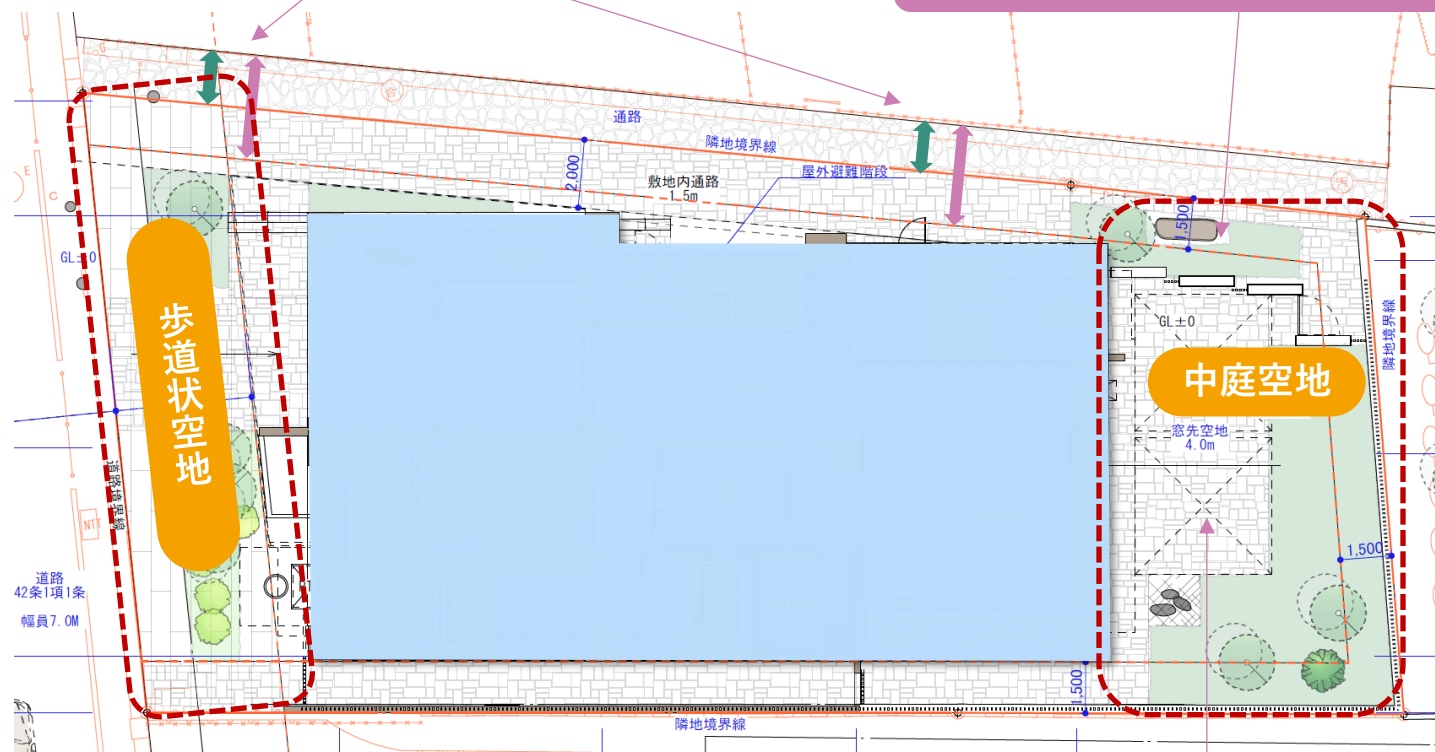 G
合
通路
隣地境界線
2,000
敷地内通路
1.5m
屋外避難階段
汚
1,500
E
C
GL±0
歩道状空地
GL±0
隣地境界線
中庭空地
窓先空地
4.0m
道路境界線
NTT
1,500
道路
42条1項1条
幅員7.0M
1,500
隣地境界線